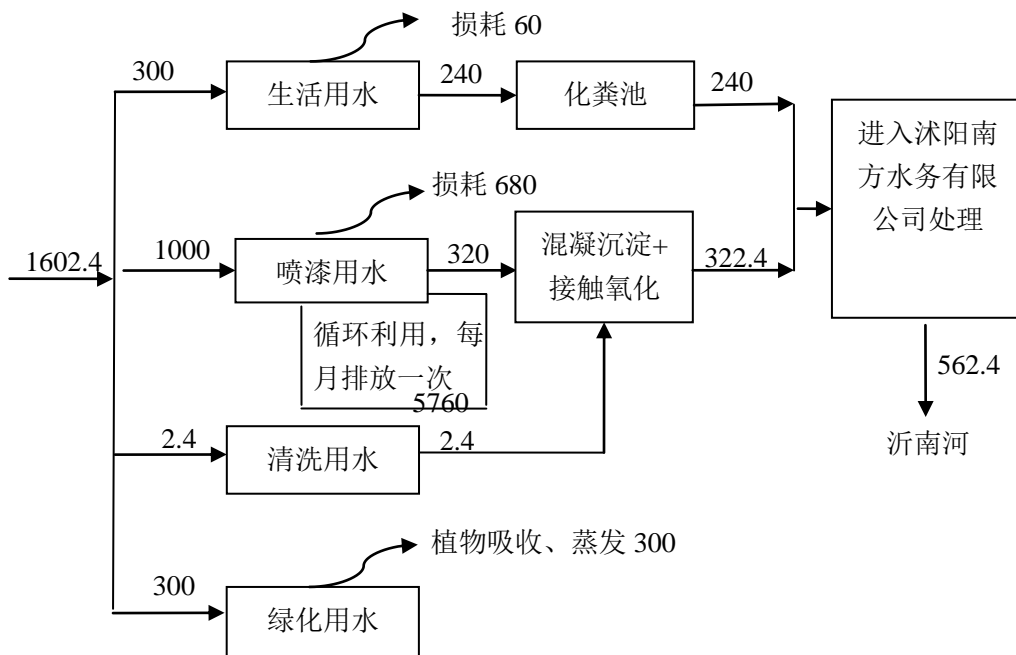 损耗 60
300
生活用水
240
化粪池
240
进入沭阳南
方水务有限
公司处理
损耗 680
1602.4
1000
喷漆用水
320
混凝沉淀+
接触氧化
322.4
循环利用，每
月排放一次
5760
562.4
沂南河
2.4
清洗用水
2.4
植物吸收、蒸发 300
300
绿化用水